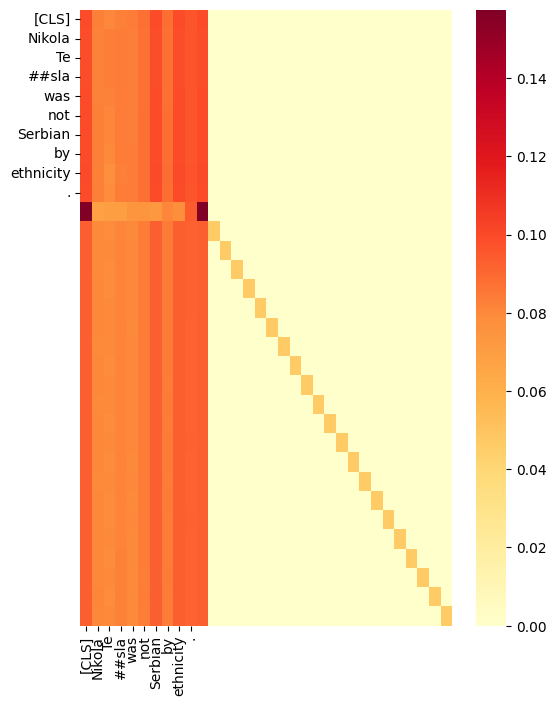 [CLS]
Nikola
Te
##sla
was
not
Serbian
by
ethnicity
.
0.14
0.12
0.10
0.08
0.06
0.04
0.02
0.00
[CLS]
Nikola
Te
##sla
was
not
Serbian
by
ethnicity
.